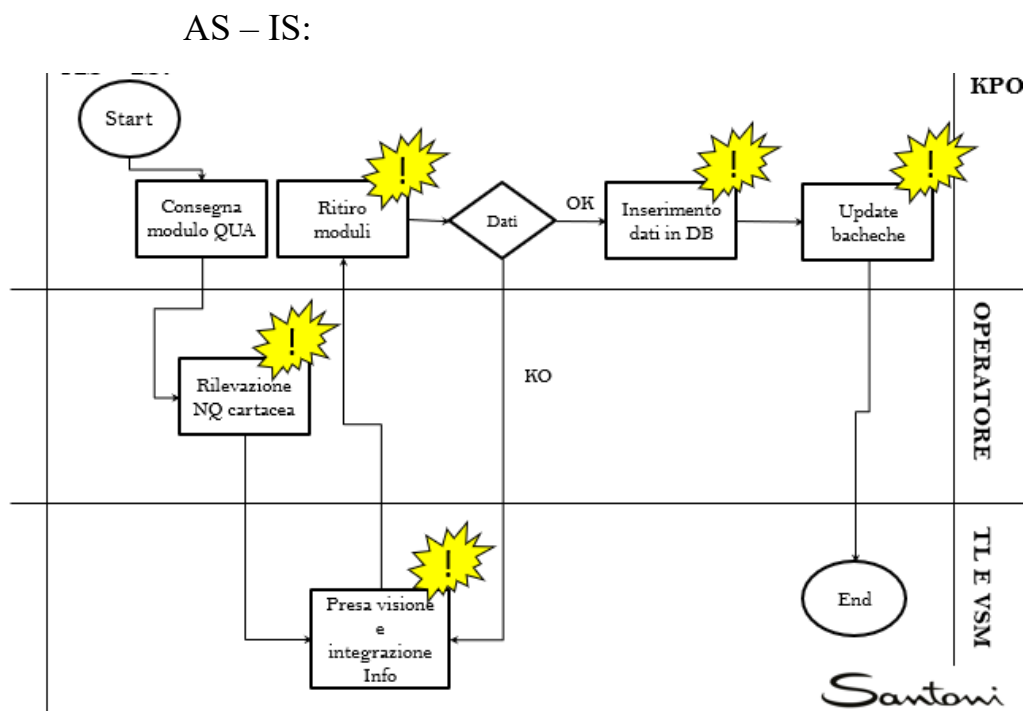 AS – IS:
KPO
Start
!
!
!
Consegna
modulo QUA
Ritiro
moduli
Dati
OK
Inserimento
dati in DB
Update
bacheche
!
Rilevazione
NQ cartacea
KO
OPERATORE
!
Presa visione
e
integrazione
Info
End
TL E VSM
Santoni